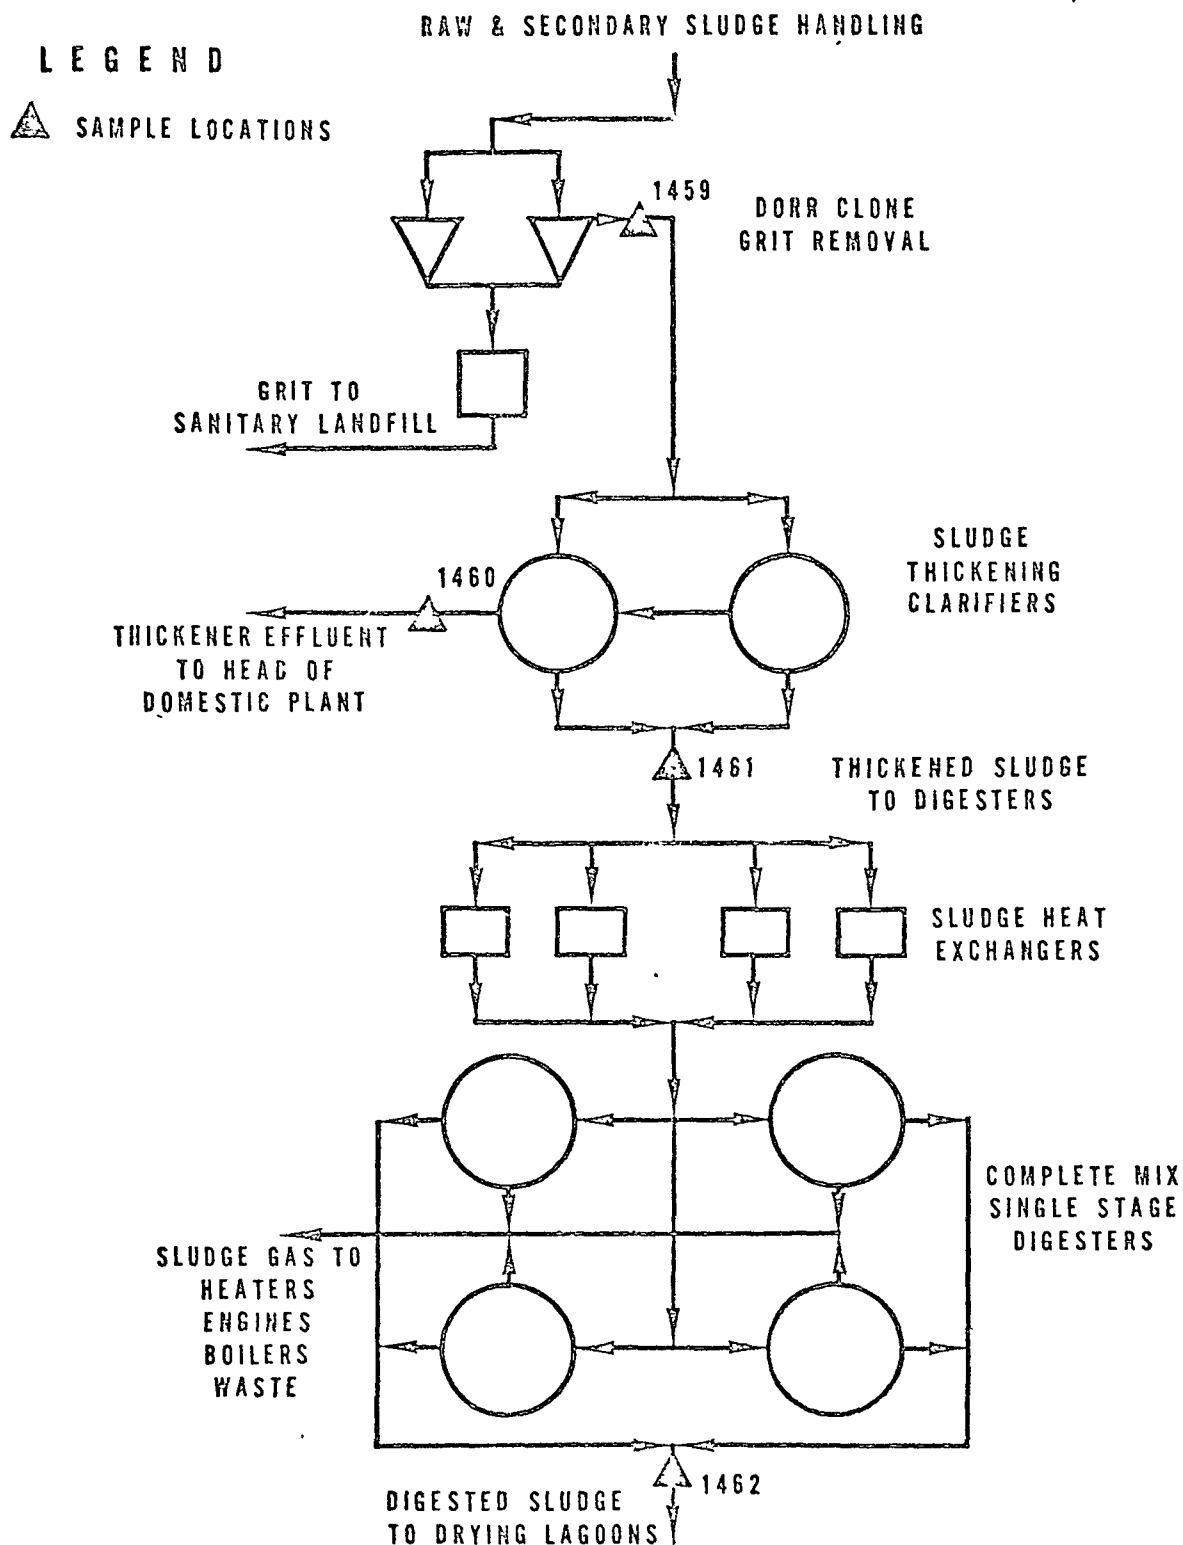 RAW & SECONDARY SLUDGE HANDLING
LEGEND
SAMPLE LOCATIONS
1459
DORR CLONE
GRIT REMOVAL
GRIT TO
SANITARY LANDFILL
SLUDGE
THICKENING
CLARIFIERS
1460
THICKENER EFFLUENT
TO HEAD OF
DOMESTIC PLANT
1461
THICKENED SLUDGE
TO DIGESTERS
SLUDGE HEAT
EXCHANGERS
COMPLETE MIX
SINGLE STAGE
DIGESTERS
SLUDGE GAS TO
HEATERS
ENGINES
BOILERS
WASTE
1462
DIGESTED SLUDGE
TO DRYING LAGOONS